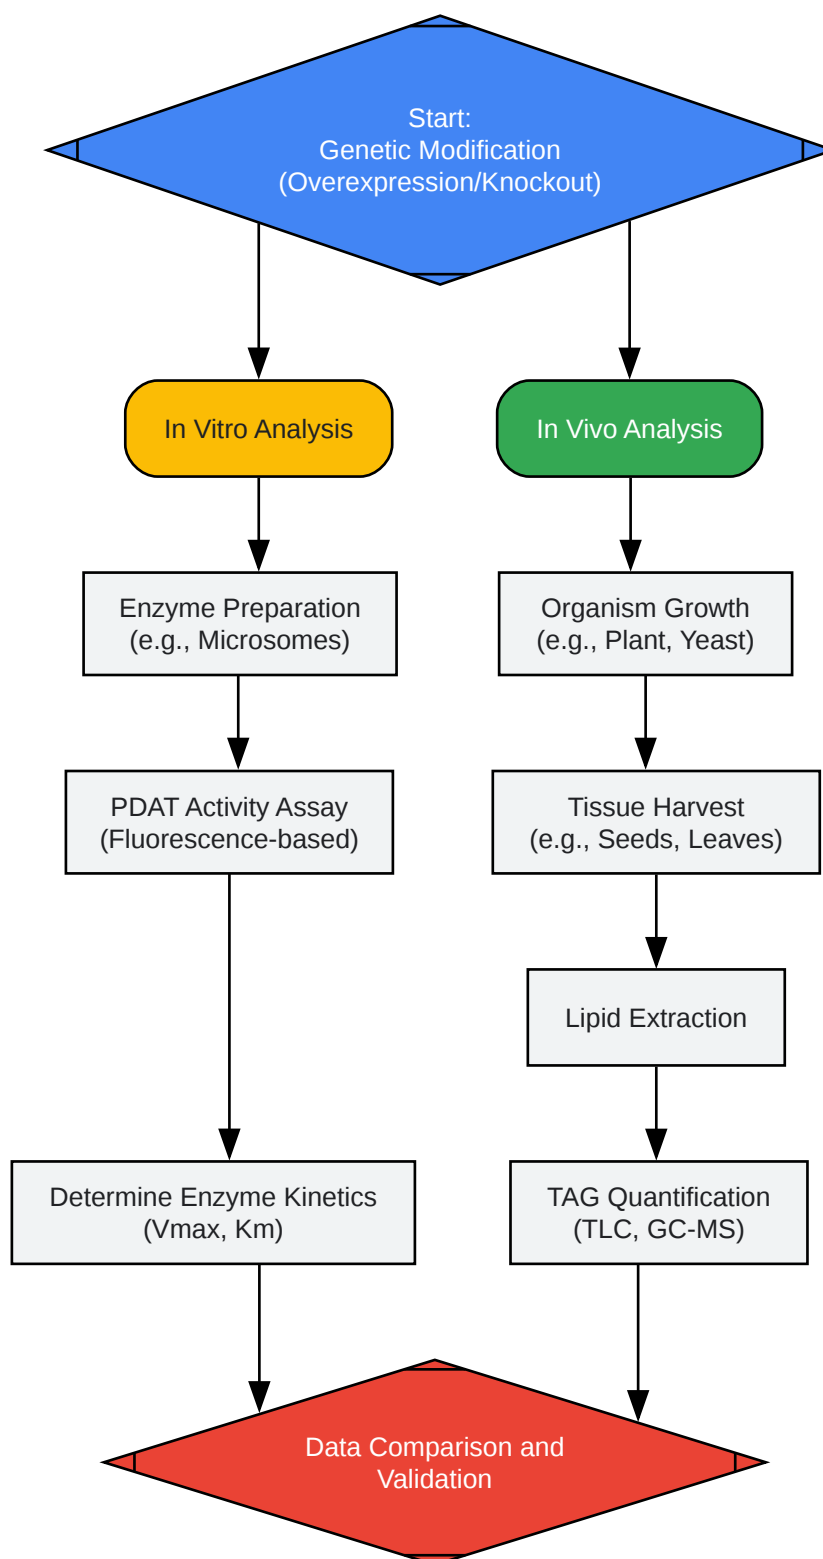 Start:
Genetic Modification
(Overexpression/Knockout)
In Vitro Analysis
In Vivo Analysis
Enzyme Preparation
(e.g., Microsomes)
Organism Growth
(e.g., Plant, Yeast)
PDAT Activity Assay
(Fluorescence-based)
Tissue Harvest
(e.g., Seeds, Leaves)
Lipid Extraction
Determine Enzyme Kinetics
(Vmax, Km)
TAG Quantification
(TLC, GC-MS)
Data Comparison and
Validation